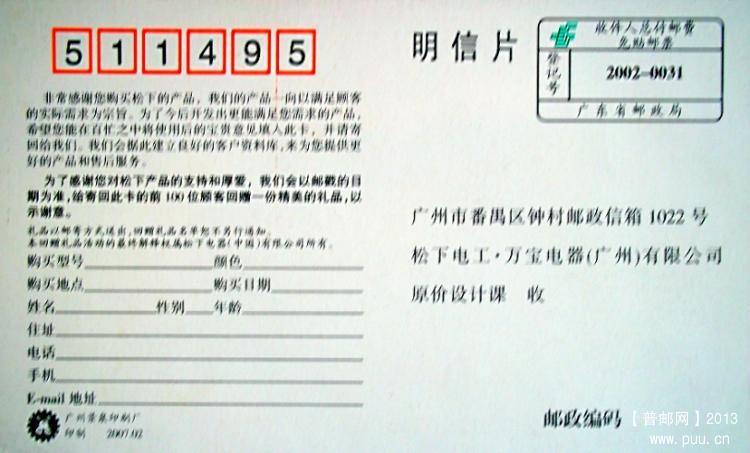 511495
明信片
收件人总付邮费
免贴邮票
登记号
2002-0031
广东省邮政局
非常感谢您购买松下的产品，我们的产品一向以满足顾客
的实际需求为宗旨。为了今后开发出更能满足您需求的产品，
希望您能在百忙之中将使用后的宝贵意见填入此卡，并请寄
回给我们。我们会据此建立良好的客户资料库，来为您提供更
好的产品和售后服务。
为了感谢您对松下产品的支持和厚爱，我们会以邮戳的日
期为准，给寄回此卡的前100位顾客回赠一份精美的礼品，以
示谢意。
礼品以邮寄方式送出，回赠礼品名单恕不另行通知。
本回赠礼品活动的最终解释权属松下电器(中国)有限公司所有。
购买型号 颜色
购买地点 购买日期
姓名 性别 年龄
住址
电话
手机
E-mail 地址
广州市番禺区钟村邮政信箱1022号
松下电工·万宝电器(广州)有限公司
原价设计课 收
广州景泉印刷厂
印制 2007.02
邮政编码
【普邮网】2013
www.puu.cn